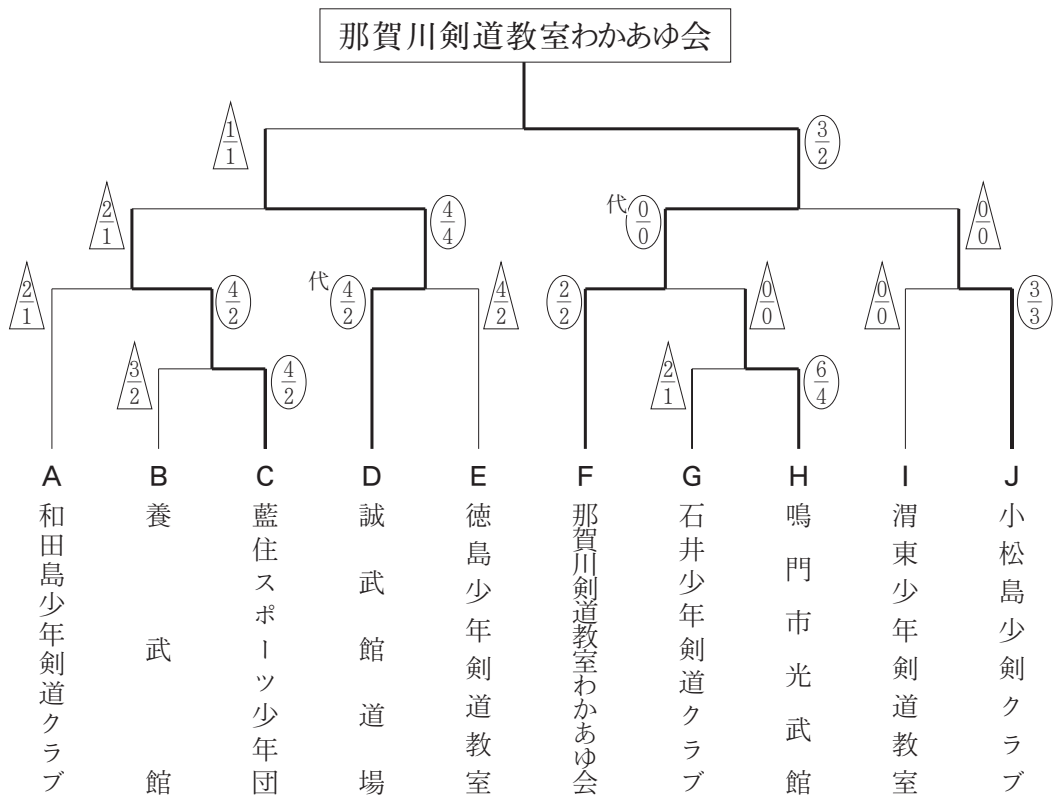 那賀川剣道教室わかあゆ会
1/1
3/2
2/1
4/4
代 0/0
0/0
2/1
4/2
代 4/2
4/2
2/2
0/0
0/0
3/3
3/2
4/2
2/1
6/4
A 和田島少年剣道クラブ
B 養武館
C 藍住スポーツ少年団
D 誠武館道場
E 徳島少年剣道教室
F 那賀川剣道教室わかあゆ会
G 石井少年剣道クラブ
H 鳴門市光武館
I 渭東少年剣道教室
J 小松島少剣クラブ